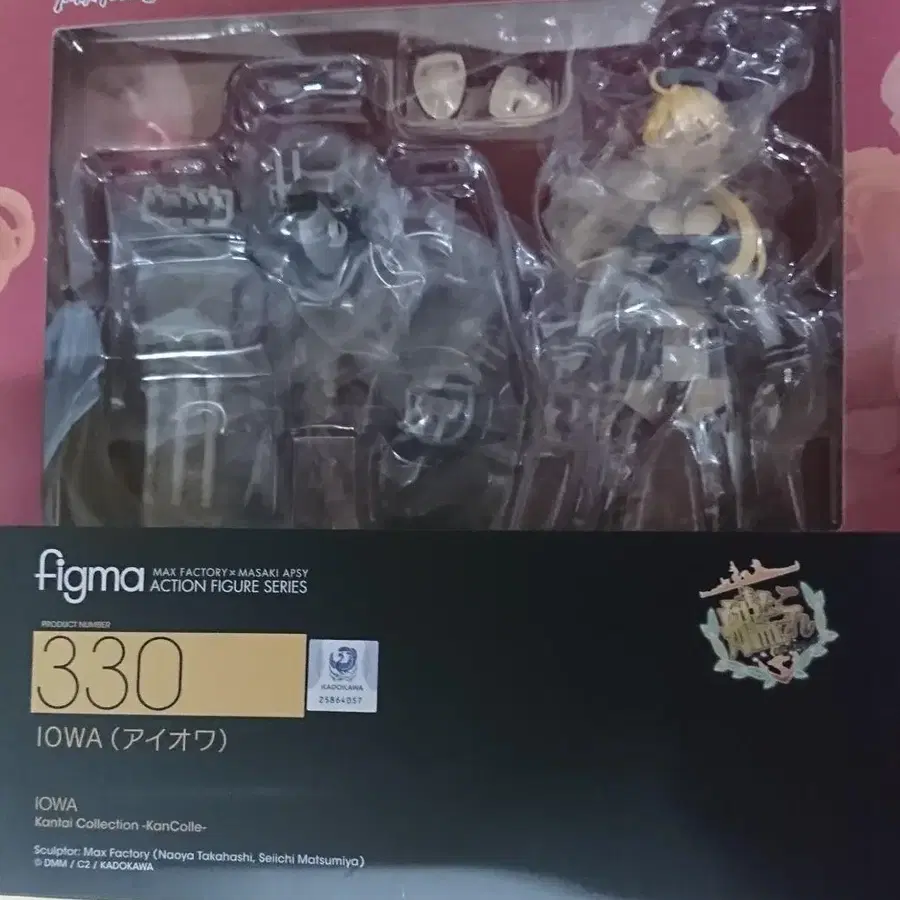 figma MAX FACTORY×MASAKI APSY
ACTION FIGURE SERIES
PRODUCT NUMBER
330
KADOKAWA
25864057
IOWA（アイオワ）
IOWA
Kantai Collection -KanColle-
Sculptor: Max Factory (Naoya Takahashi, Seiichi Matsumiya)
© DMM / C2 / KADOKAWA